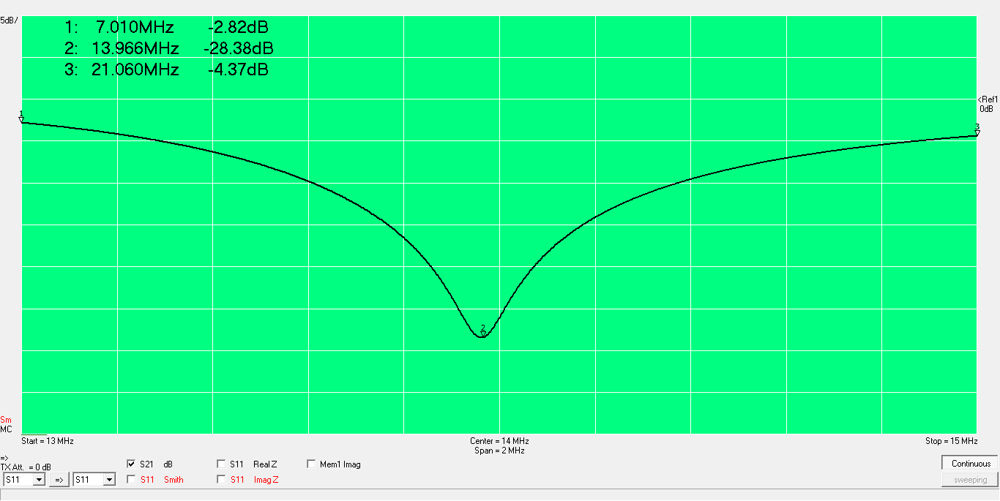 5dB/
1: 7.010MHz -2.82dB
2: 13.966MHz -28.38dB
3: 21.060MHz -4.37dB
<Ref1
0dB
1
3
2
Sm
MC
Start = 13 MHz Center = 14 MHz Stop = 15 MHz
Span = 2 MHz
=>
TX Att. = 0 dB
S21 dB S11 Real Z Mem1 Imag Continuous
S11 => S11 S11 Smith S11 Imag Z sweeping